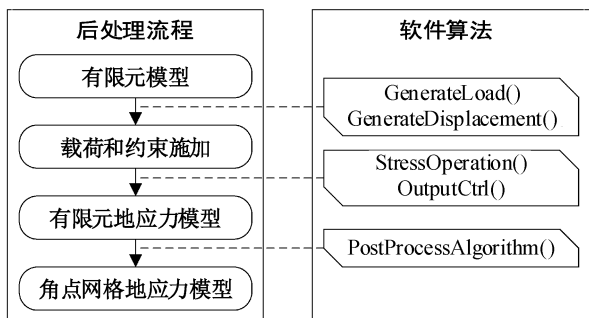 后处理流程
有限元模型
载荷和约束施加
有限元地应力模型
角点网格地应力模型
软件算法
GenerateLoad()
GenerateDisplacement()
StressOperation()
OutputCtrl()
PostProcessAlgorithm()